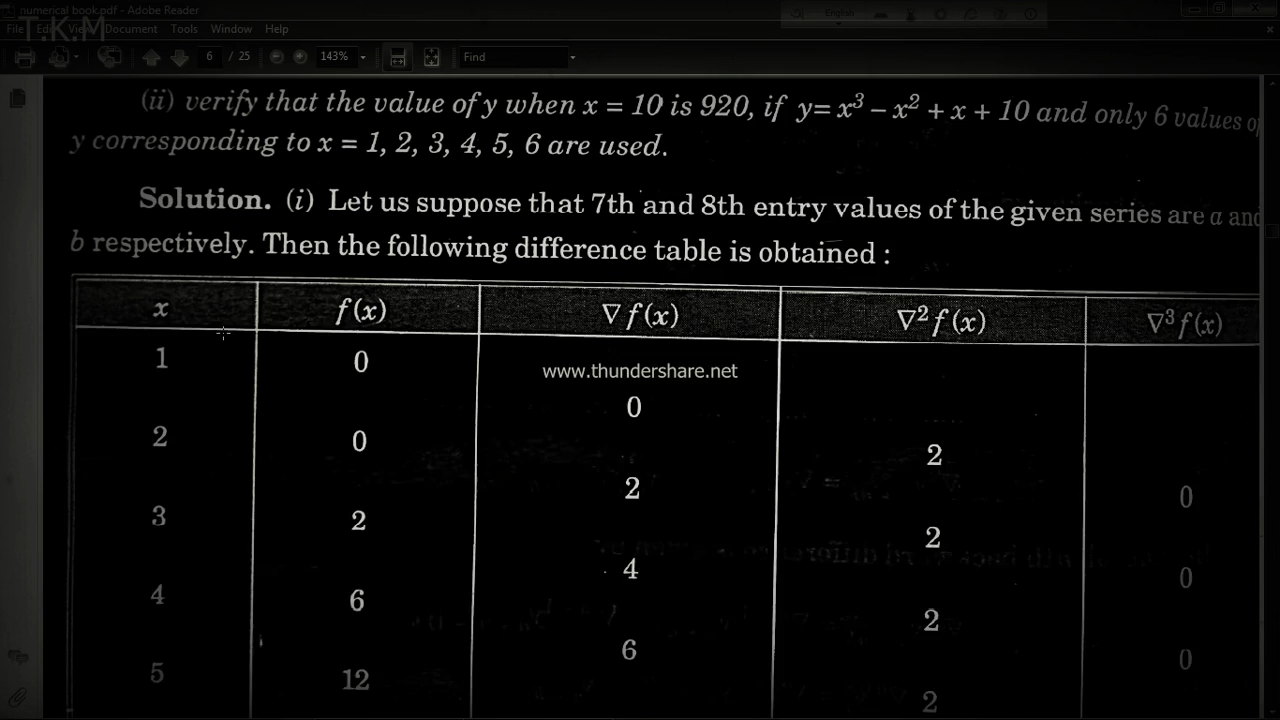 numerical book.pdf - Adobe Reader
T.K.M
English
File Edit View Document Tools Window Help
6 / 25 143% Find
(ii) verify that the value of y when x = 10 is 920, if y= x³ – x² + x + 10 and only 6 values of
y corresponding to x = 1, 2, 3, 4, 5, 6 are used.
Solution. (i) Let us suppose that 7th and 8th entry values of the given series are a and
b respectively. Then the following difference table is obtained :
x f(x) ∇ f(x) ∇² f(x) ∇³ f(x)
1 0
www.thundershare.net
0
2 0 2
2 0
3 2 2
4 0
4 6 2
6 0
5 12 2